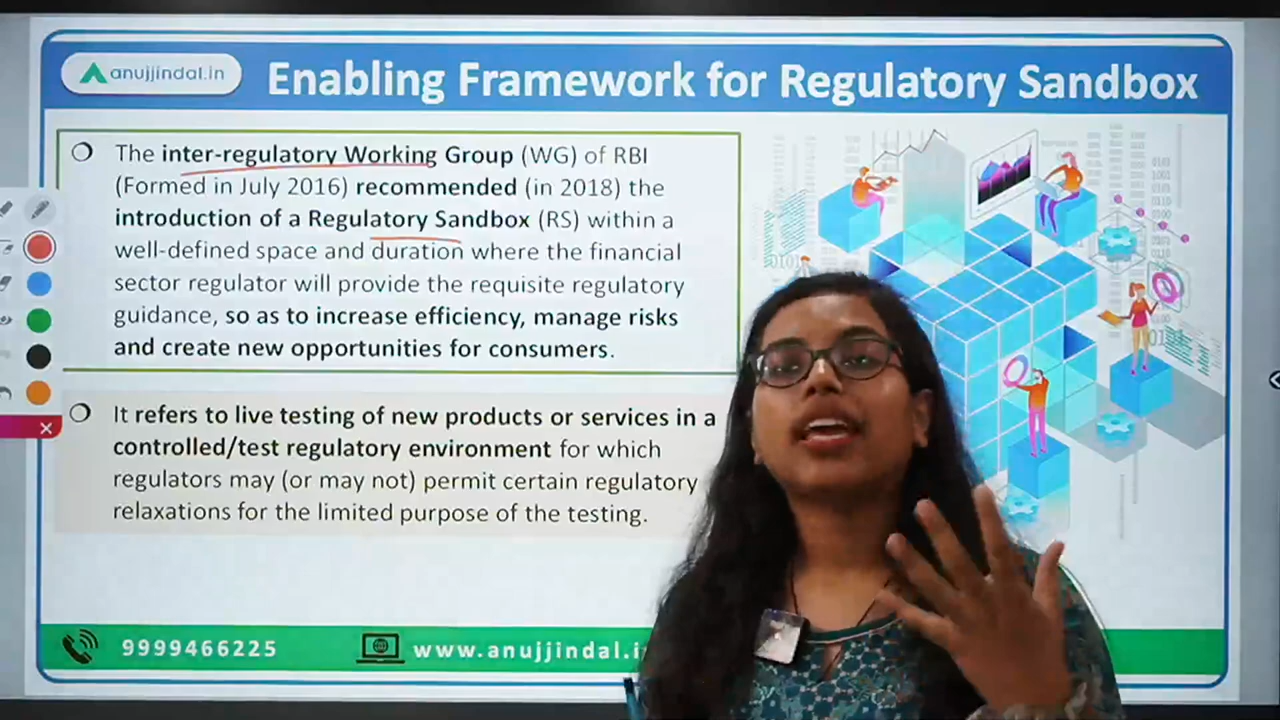 anujjindal.in
Enabling Framework for Regulatory Sandbox
The inter-regulatory Working Group (WG) of RBI
(Formed in July 2016) recommended (in 2018) the
introduction of a Regulatory Sandbox (RS) within a
well-defined space and duration where the financial
sector regulator will provide the requisite regulatory
guidance, so as to increase efficiency, manage risks
and create new opportunities for consumers.
It refers to live testing of new products or services in a
controlled/test regulatory environment for which
regulators may (or may not) permit certain regulatory
relaxations for the limited purpose of the testing.
9999466225
www.anujjindal.i